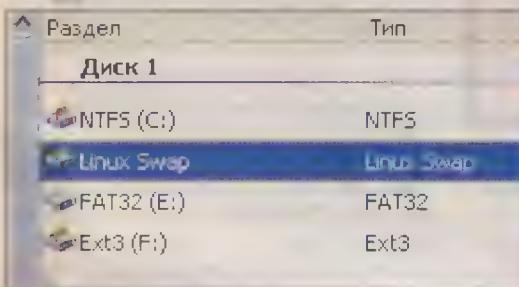 Раздел Тип
Диск 1
NTFS (C:) NTFS
Linux Swap Linux Swap
FAT32 (E:) FAT32
Ext3 (F:) Ext3